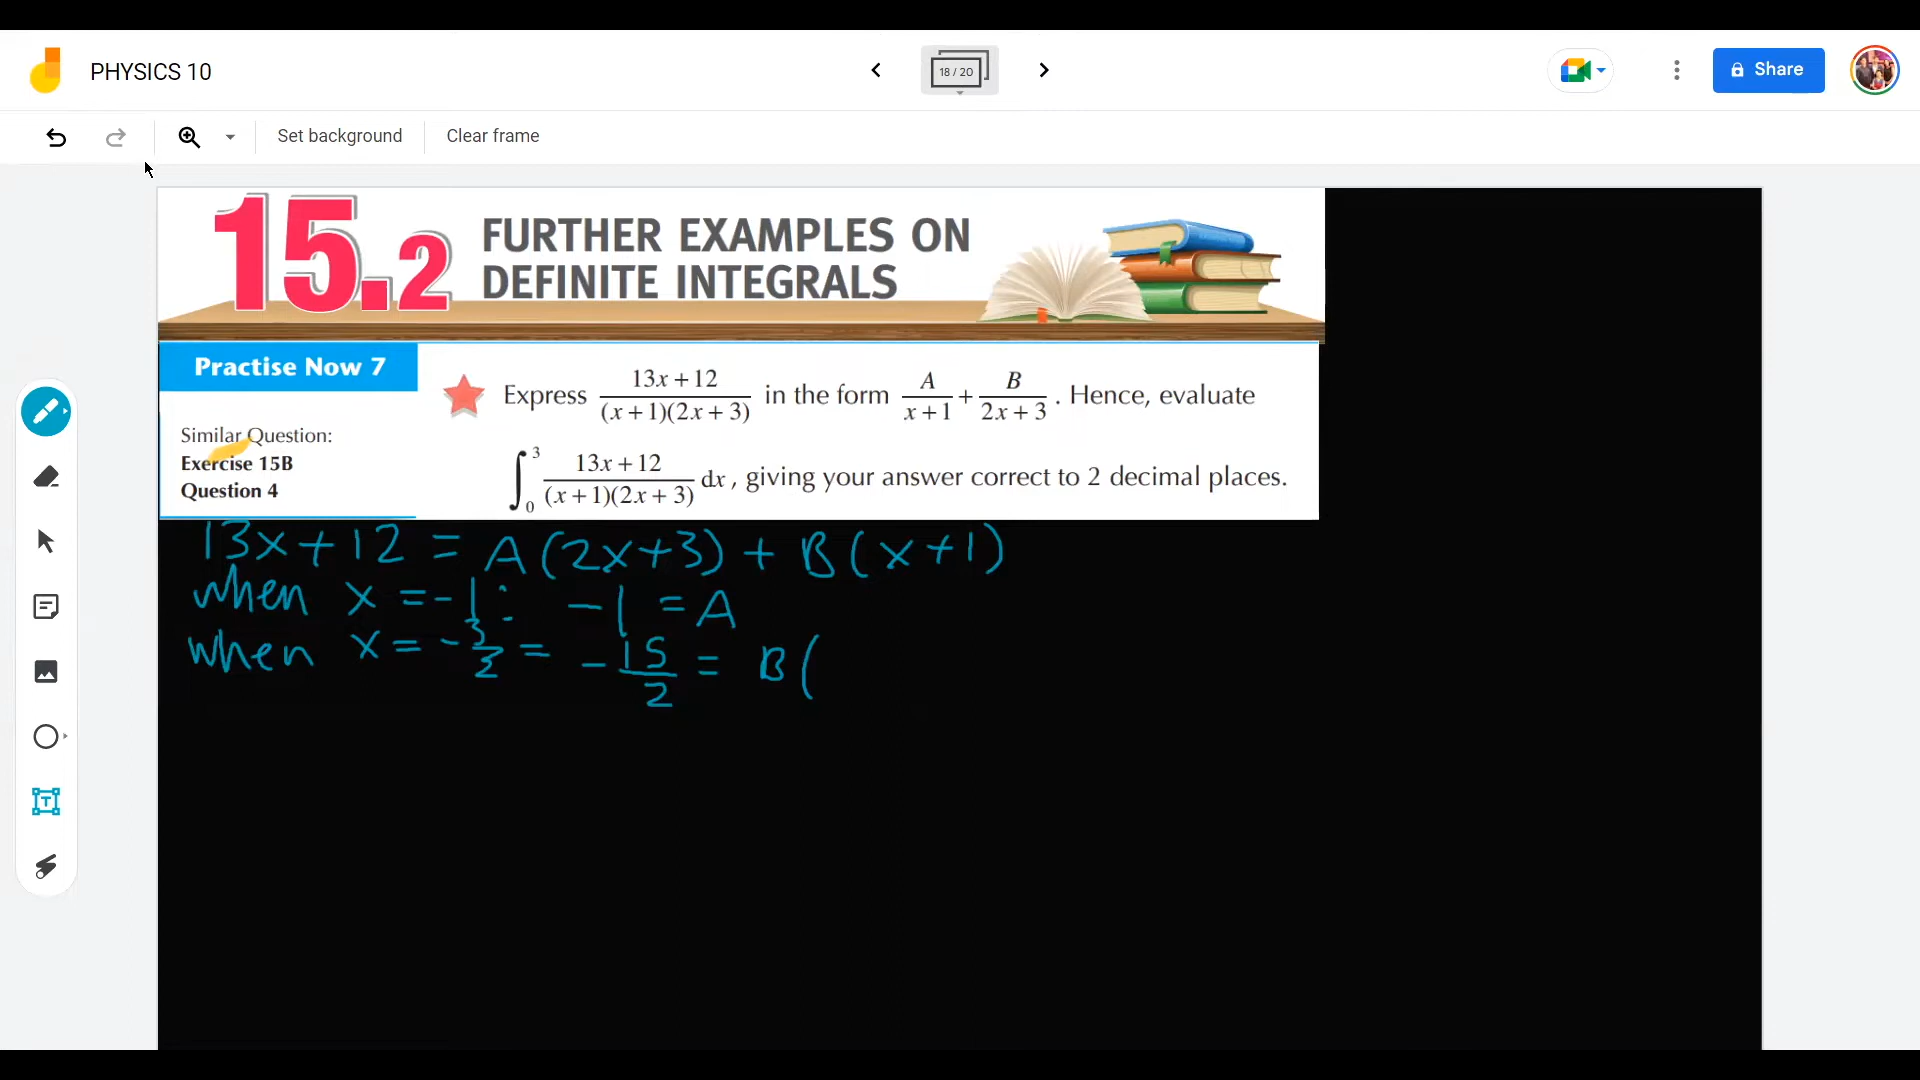 PHYSICS 10
18 / 20
Share
Set background
Clear frame
15.2 FURTHER EXAMPLES ON
DEFINITE INTEGRALS
Practise Now 7
Similar Question:
Exercise 15B
Question 4
Express (13x + 12)/((x + 1)(2x + 3)) in the form A/(x + 1) + B/(2x + 3) . Hence, evaluate
∫₀³ (13x + 12)/((x + 1)(2x + 3)) dx , giving your answer correct to 2 decimal places.
13x + 12 = A(2x+3) + B(x+1)
when x = -1 : -1 = A
when x = -3/2 = -15/2 = B(